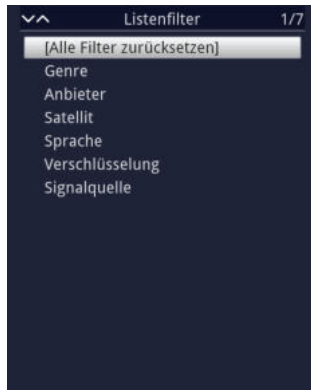 Listenfilter 1/7
[Alle Filter zurücksetzen]
Genre
Anbieter
Satellit
Sprache
Verschlüsselung
Signalquelle